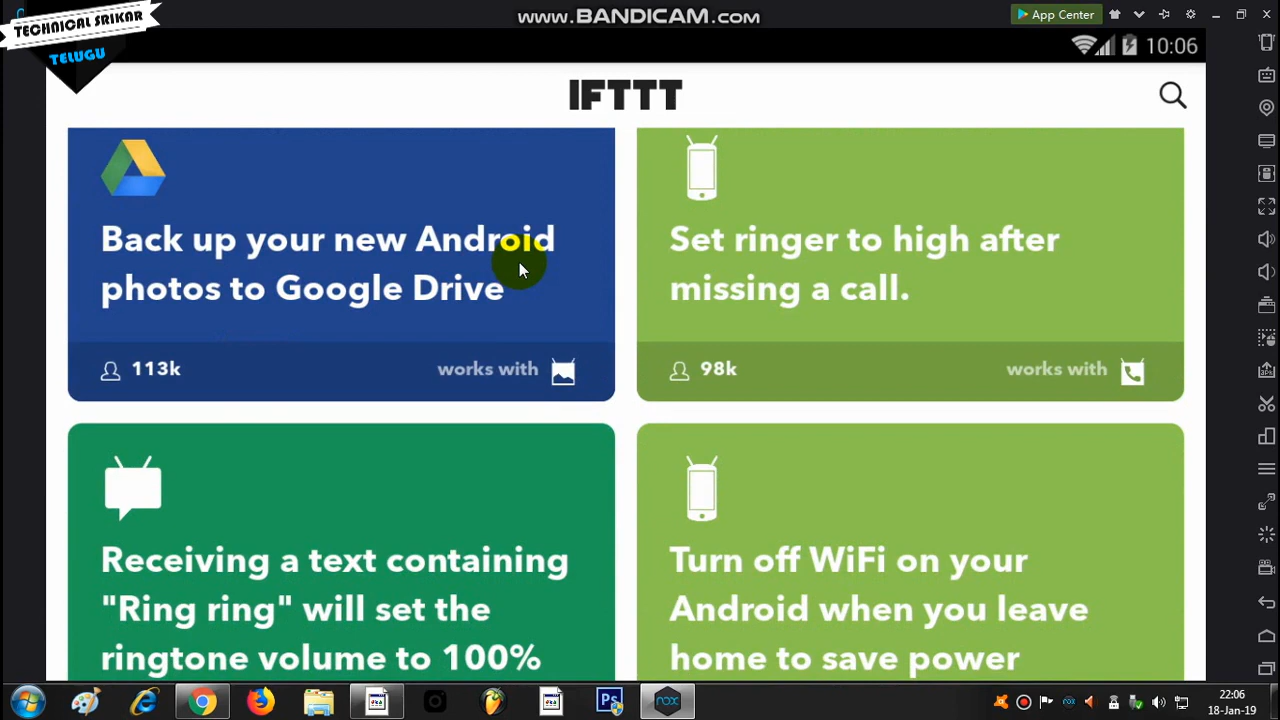 www.BANDICAM.com
App Center
TECHNICAL SRIKAR
TELUGU
10:06
IFTTT
Back up your new Android
photos to Google Drive
113k
works with
Set ringer to high after
missing a call.
98k
works with
Receiving a text containing
"Ring ring" will set the
ringtone volume to 100%
Turn off WiFi on your
Android when you leave
home to save power
nox
22:06
18-Jan-19